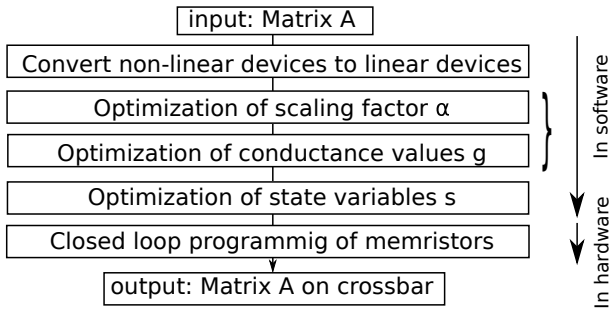 input: Matrix A
Convert non-linear devices to linear devices
Optimization of scaling factor α
Optimization of conductance values g
Optimization of state variables s
Closed loop programmig of memristors
output: Matrix A on crossbar
In software
In hardware